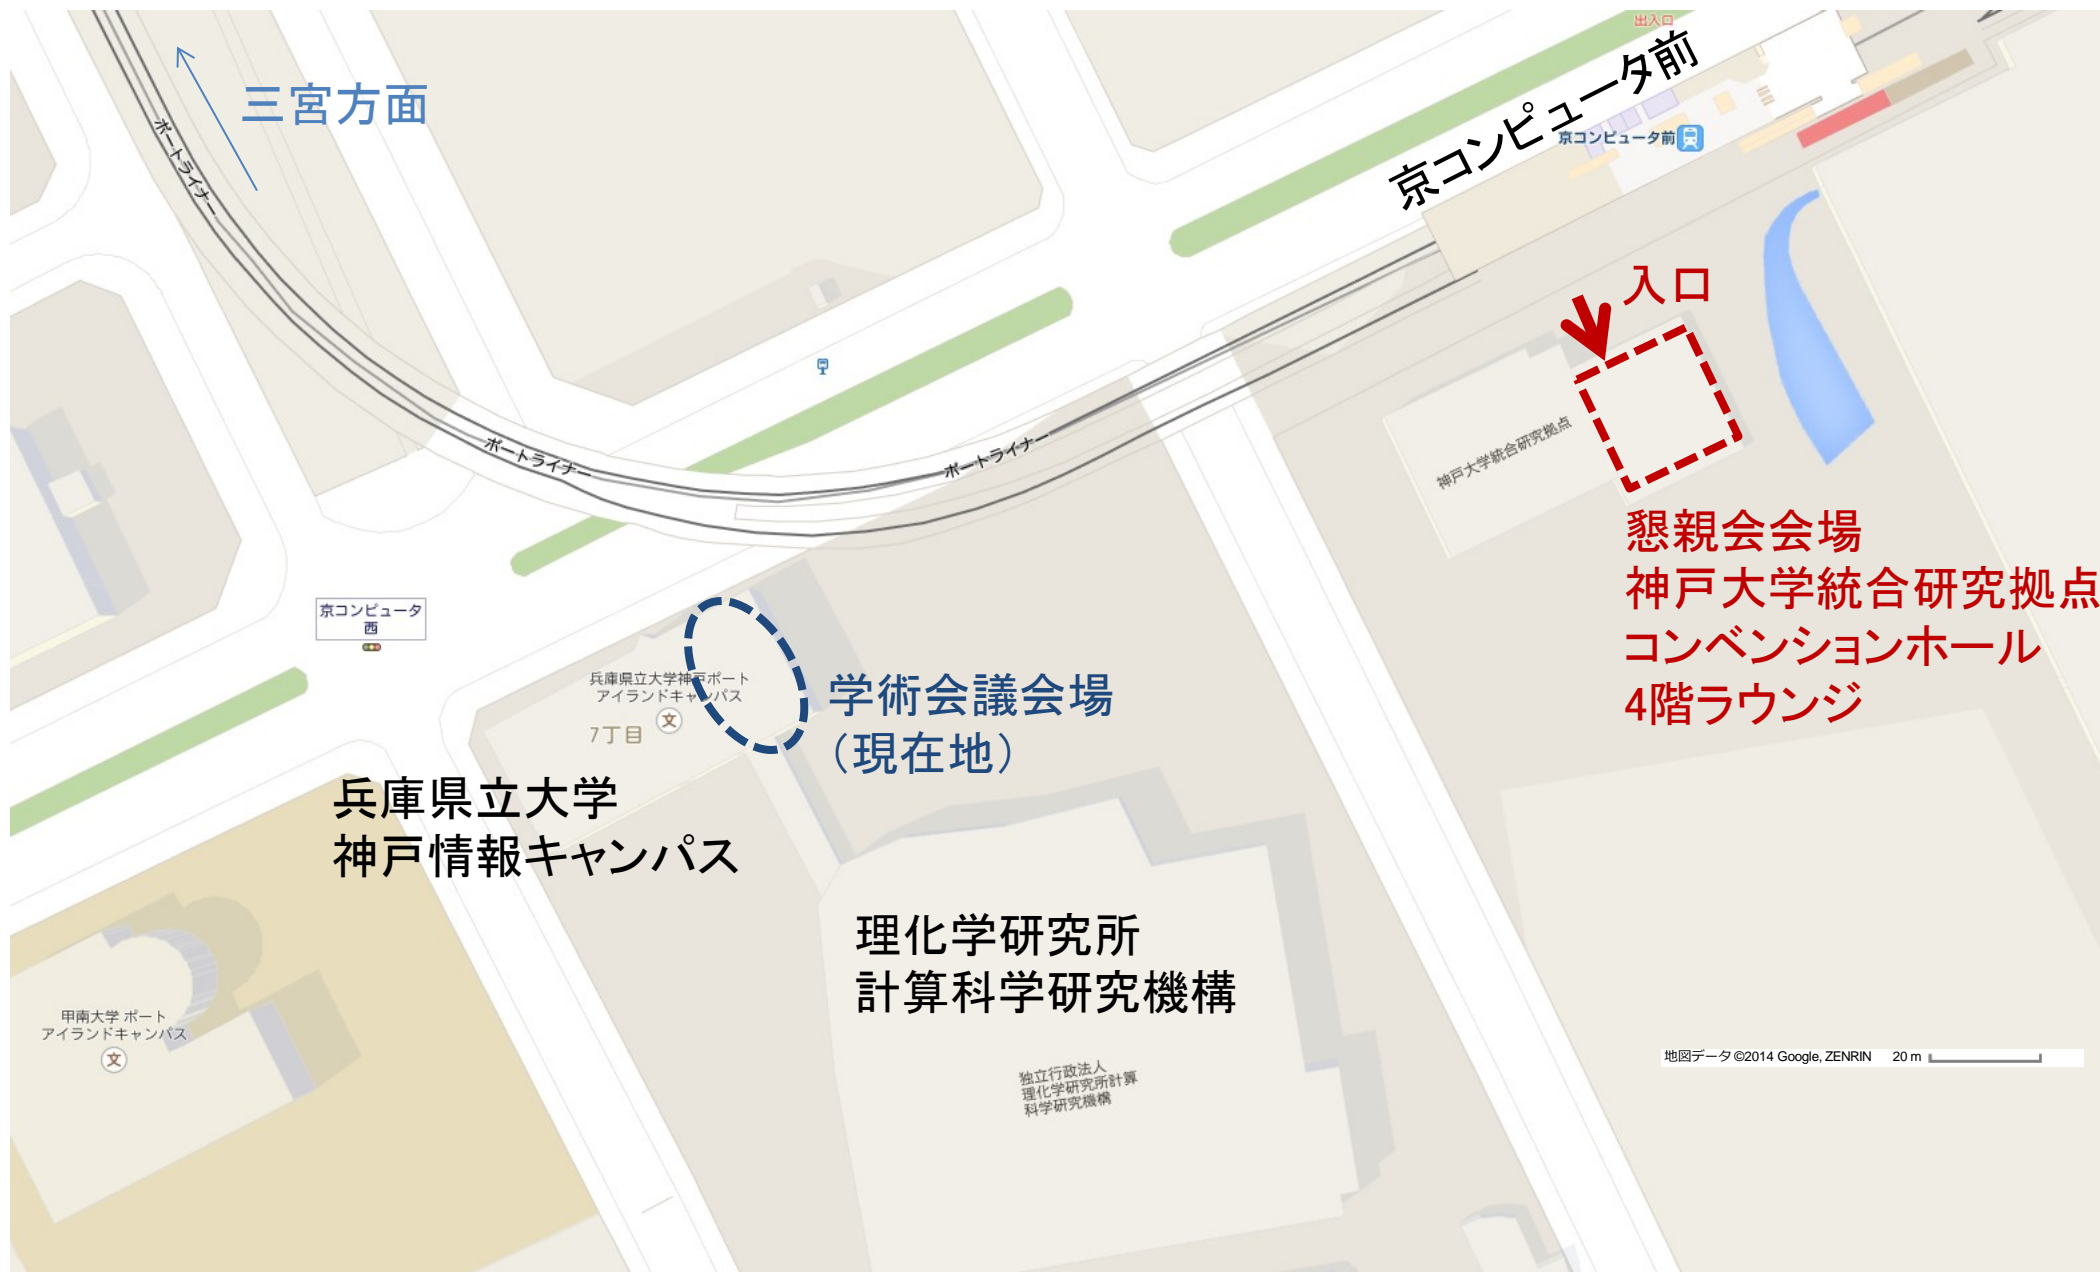 出入口
京コンピュータ前
京コンピュータ前
三宮方面
ポートライナー
入口
ポートライナー
ポートライナー
神戸大学統合研究拠点
懇親会会場
神戸大学統合研究拠点
コンベンションホール
4階ラウンジ
京コンピュータ
西
兵庫県立大学神戸ポート
アイランドキャンパス
文
7丁目
学術会議会場
（現在地）
兵庫県立大学
神戸情報キャンパス
理化学研究所
計算科学研究機構
甲南大学 ポート
アイランドキャンパス
文
独立行政法人
理化学研究所計算
科学研究機構
地図データ ©2014 Google, ZENRIN 20 m